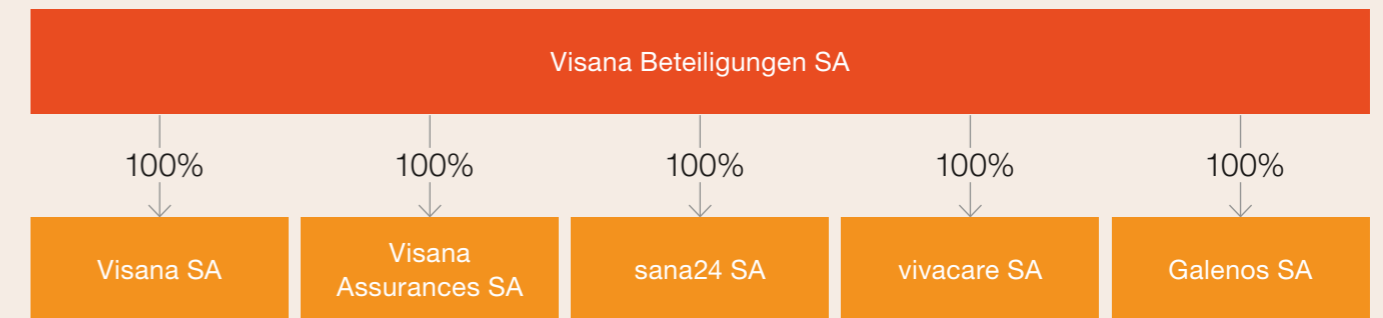 Visana Beteiligungen SA
100%
100%
100%
100%
100%
Visana SA
Visana
Assurances SA
sana24 SA
vivacare SA
Galenos SA